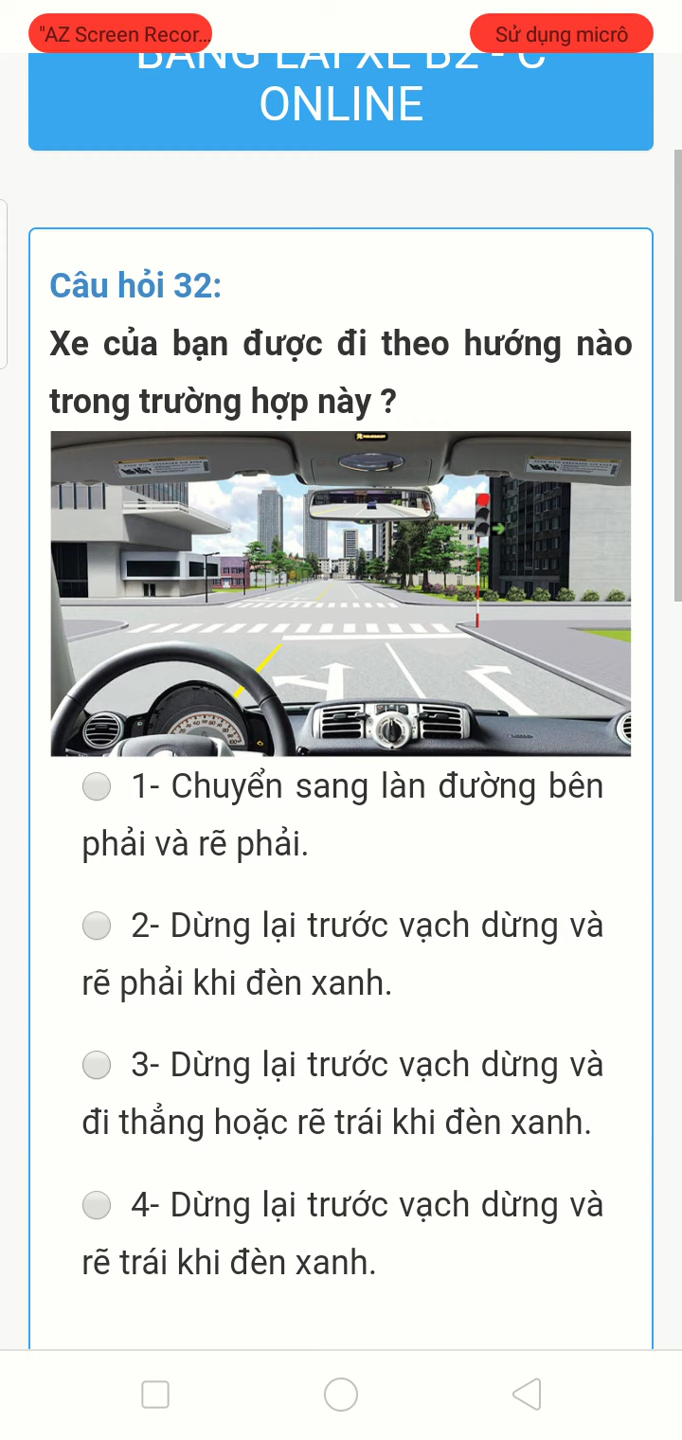 "AZ Screen Recor...
Sử dụng micrô
ONLINE
Câu hỏi 32:
Xe của bạn được đi theo hướng nào
trong trường hợp này ?
1- Chuyển sang làn đường bên
phải và rẽ phải.
2- Dừng lại trước vạch dừng và
rẽ phải khi đèn xanh.
3- Dừng lại trước vạch dừng và
đi thẳng hoặc rẽ trái khi đèn xanh.
4- Dừng lại trước vạch dừng và
rẽ trái khi đèn xanh.